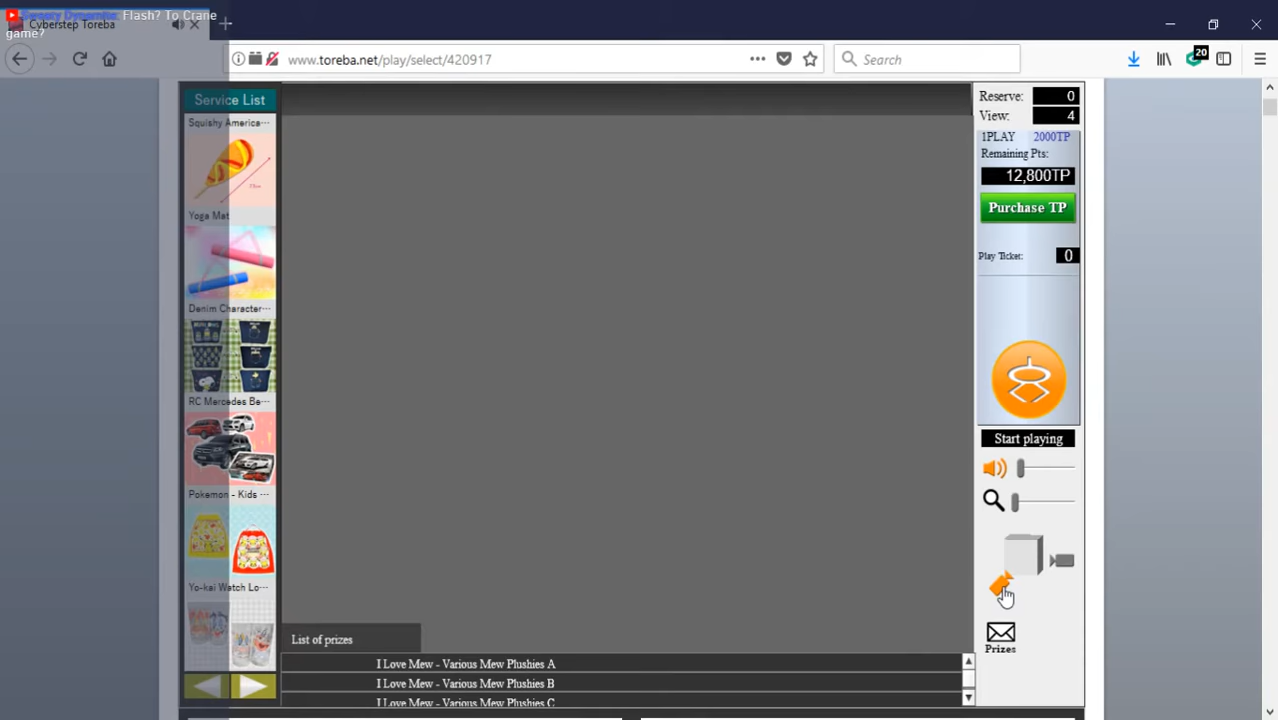 Flash? To Crane
game?
Cyberstep Toreba
www.toreba.net/play/select/420917
Search
20
Service List
Squishy America···
Yoga Mat
Denim Character···
RC Mercedes Be···
Pokemon - Kids ···
Yo-kai Watch Lo···
Reserve: 0
View: 4
1PLAY 2000TP
Remaining Pts:
12,800TP
Purchase TP
Play Ticket: 0
Start playing
Prizes
List of prizes
I Love Mew - Various Mew Plushies A
I Love Mew - Various Mew Plushies B
I Love Mew - Various Mew Plushies C